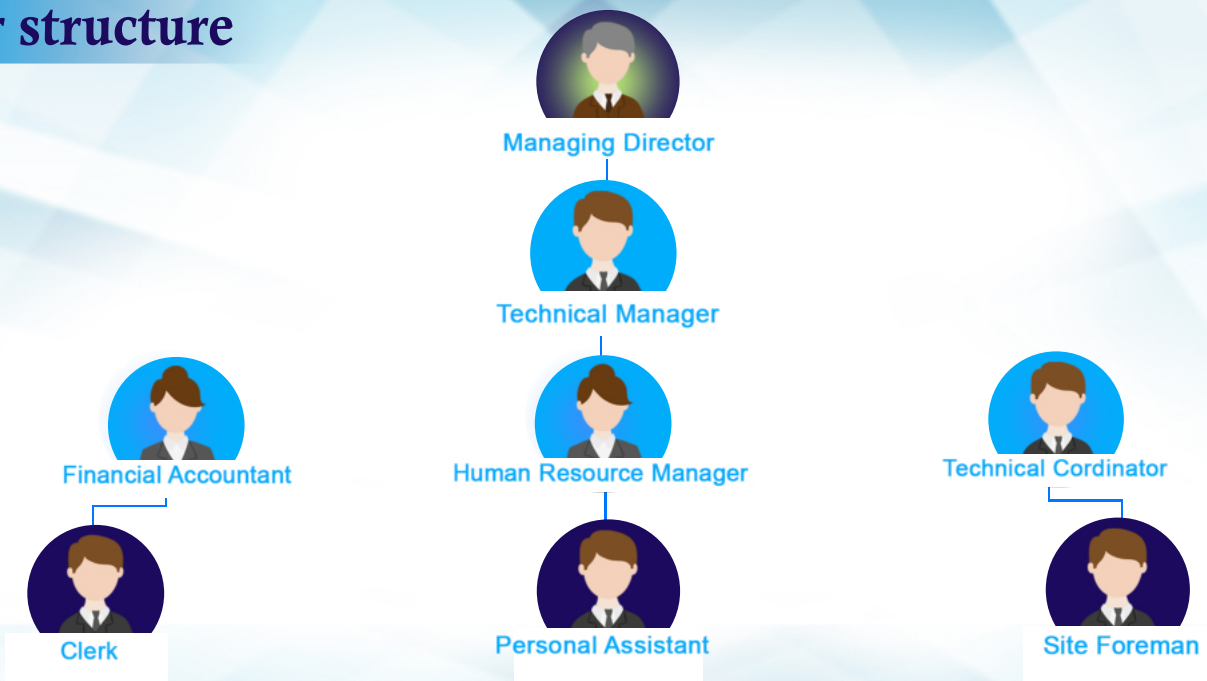 structure
Managing Director
Technical Manager
Financial Accountant
Human Resource Manager
Technical Cordinator
Clerk
Personal Assistant
Site Foreman